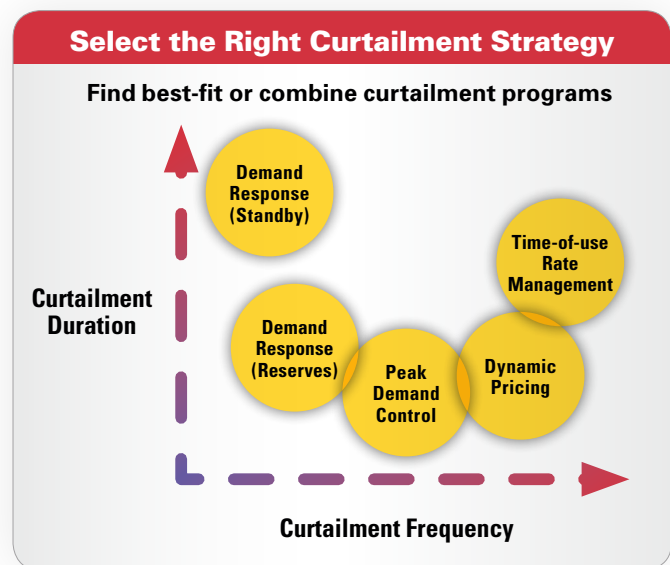 Select the Right Curtailment Strategy
Find best-fit or combine curtailment programs
Demand
Response
(Standby)
Time-of-use
Rate
Management
Curtailment
Duration
Demand
Response
(Reserves)
Peak
Demand
Control
Dynamic
Pricing
Curtailment Frequency